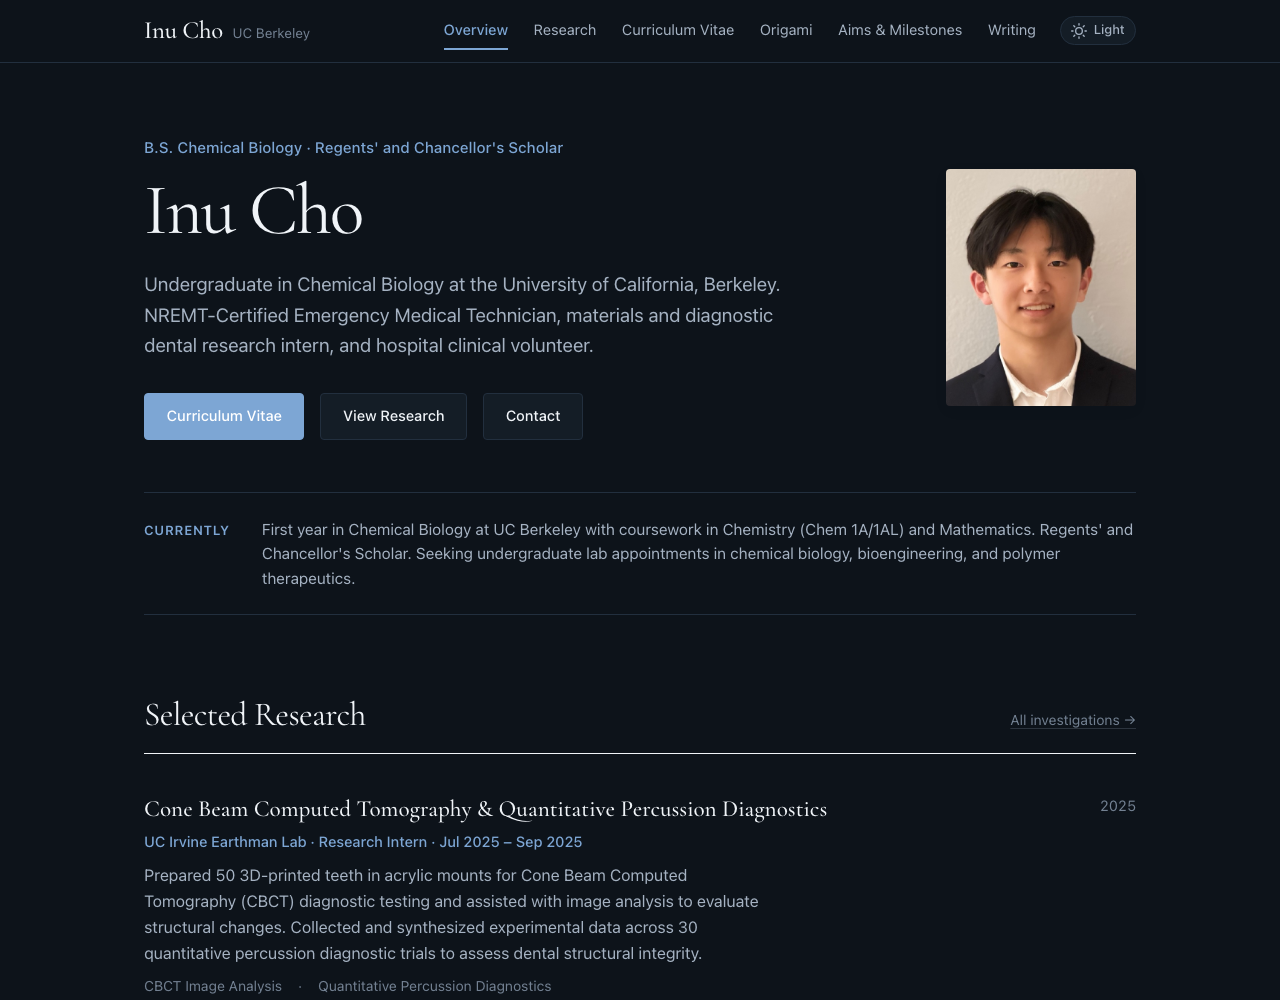 Inu Cho UC Berkeley Overview Research Curriculum Vitae Origami Aims & Milestones Writing Light
B.S. Chemical Biology · Regents' and Chancellor's Scholar
Inu Cho
Undergraduate in Chemical Biology at the University of California, Berkeley.
NREMT-Certified Emergency Medical Technician, materials and diagnostic
dental research intern, and hospital clinical volunteer.
Curriculum Vitae View Research Contact
CURRENTLY First year in Chemical Biology at UC Berkeley with coursework in Chemistry (Chem 1A/1AL) and Mathematics. Regents' and
Chancellor's Scholar. Seeking undergraduate lab appointments in chemical biology, bioengineering, and polymer
therapeutics.
Selected Research All investigations →
Cone Beam Computed Tomography & Quantitative Percussion Diagnostics 2025
UC Irvine Earthman Lab · Research Intern · Jul 2025 – Sep 2025
Prepared 50 3D-printed teeth in acrylic mounts for Cone Beam Computed
Tomography (CBCT) diagnostic testing and assisted with image analysis to evaluate
structural changes. Collected and synthesized experimental data across 30
quantitative percussion diagnostic trials to assess dental structural integrity.
CBCT Image Analysis · Quantitative Percussion Diagnostics